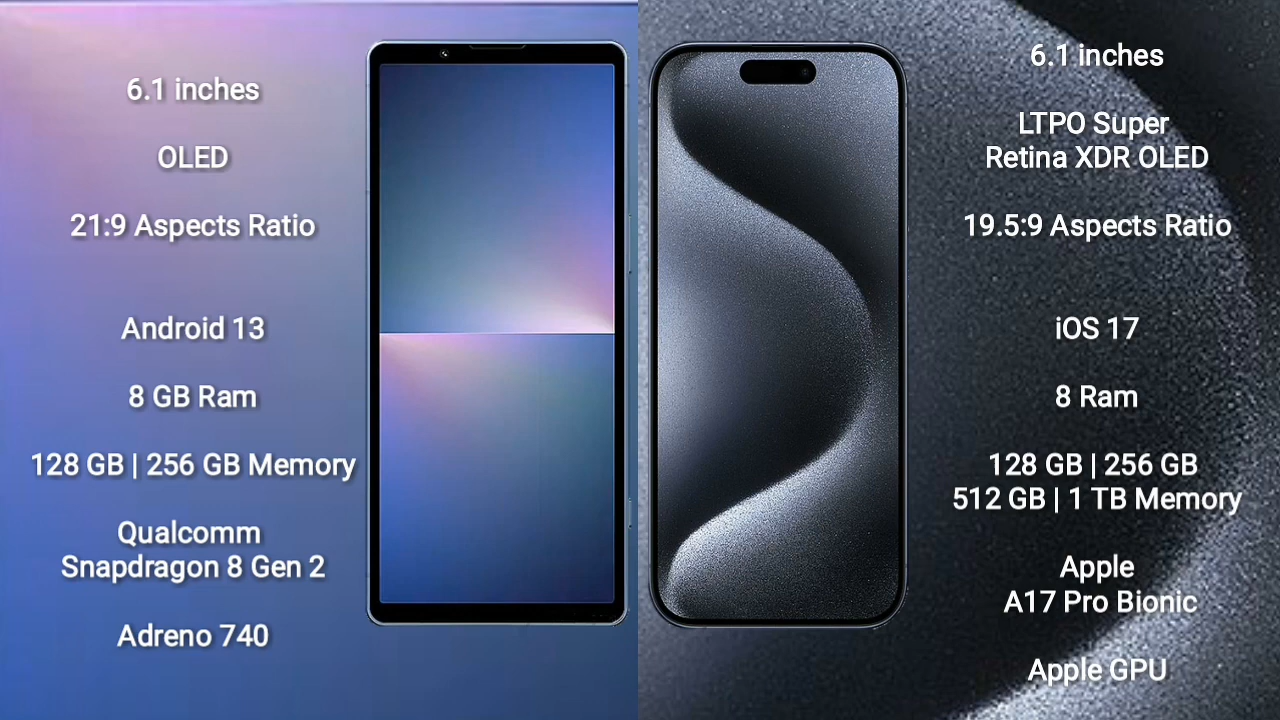 6.1 inches
OLED
21:9 Aspects Ratio
Android 13
8 GB Ram
128 GB | 256 GB Memory
Qualcomm
Snapdragon 8 Gen 2
Adreno 740
6.1 inches
LTPO Super
Retina XDR OLED
19.5:9 Aspects Ratio
iOS 17
8 Ram
128 GB | 256 GB
512 GB | 1 TB Memory
Apple
A17 Pro Bionic
Apple GPU